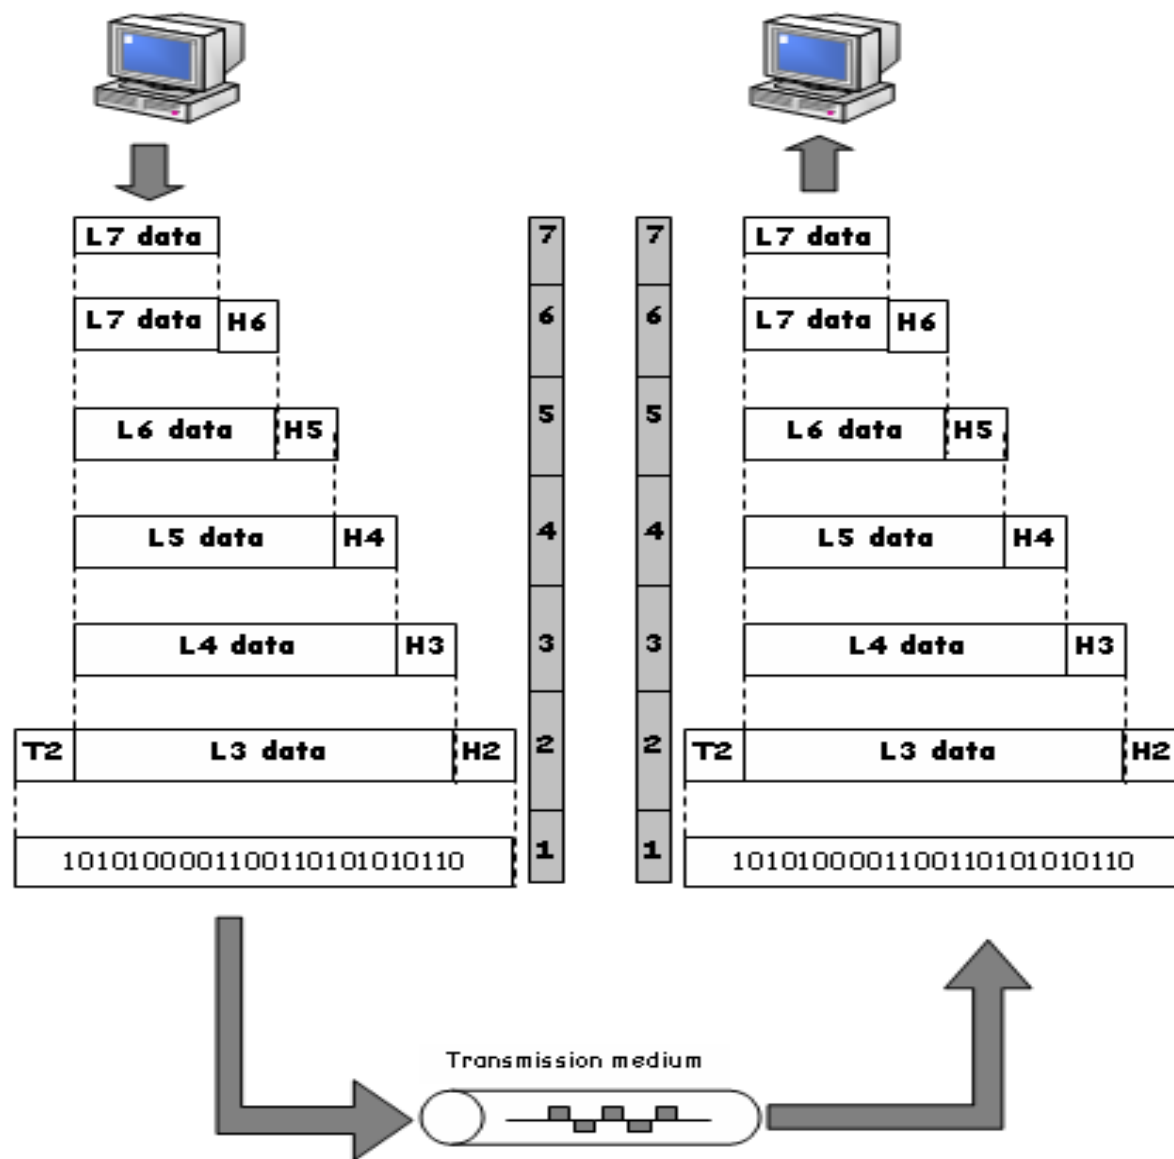 L7 data 7 7 L7 data
L7 data H6 6 6 L7 data H6
L6 data H5 5 5 L6 data H5
L5 data H4 4 4 L5 data H4
L4 data H3 3 3 L4 data H3
T2 L3 data H2 2 2 T2 L3 data H2
1010100001100110101010110 1 1 1010100001100110101010110
Transmission medium